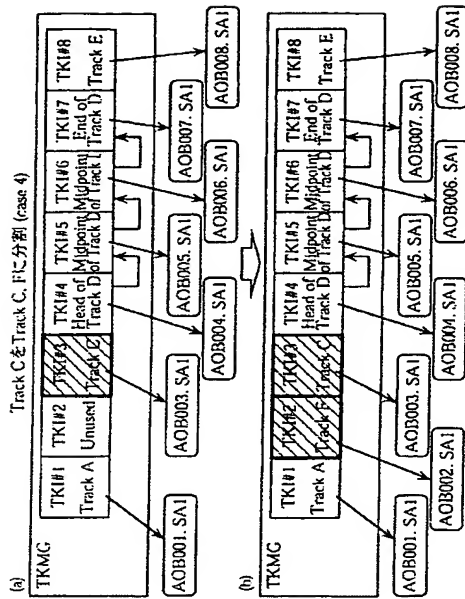 Track CをTrack C, Fに分割 (case 4)
(a)
TKMG
TKI#1
Track A
TKI#2
Unused
TKI#3
Track C
TKI#4
Head of
Track D
TKI#5
Midpoint
of Track D
TKI#6
Midpoint
of Track D
TKI#7
End of
Track D
TKI#8
Track E
AOB001. SA1
AOB003. SA1
AOB004. SA1
AOB005. SA1
AOB006. SA1
AOB007. SA1
AOB008. SA1
(b)
TKMG
TKI#1
Track A
TKI#2
Track F
TKI#3
Track C
TKI#4
Head of
Track D
TKI#5
Midpoint
of Track D
TKI#6
Midpoint
of Track D
TKI#7
End of
Track D
TKI#8
Track E
AOB001. SA1
AOB002. SA1
AOB003. SA1
AOB004. SA1
AOB005. SA1
AOB006. SA1
AOB007. SA1
AOB008. SA1